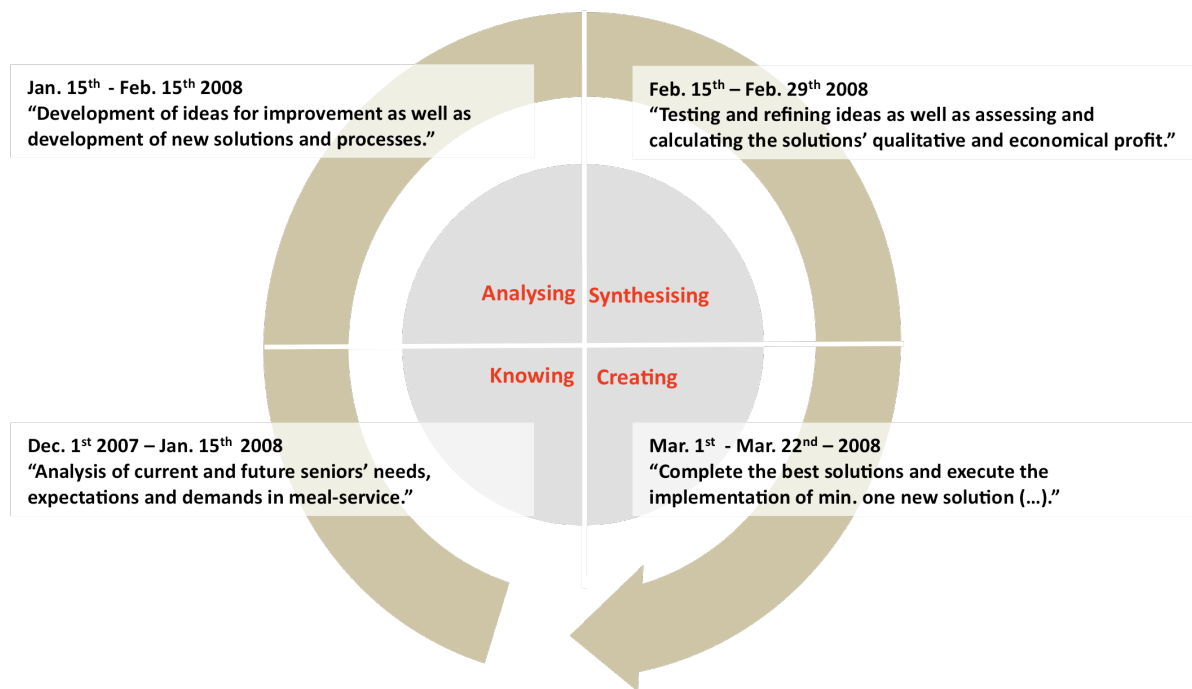 Jan. 15th - Feb. 15th 2008
“Development of ideas for improvement as well as
development of new solutions and processes.”
Feb. 15th – Feb. 29th 2008
“Testing and refining ideas as well as assessing and
calculating the solutions’ qualitative and economical profit.”
Analysing
Synthesising
Knowing
Creating
Dec. 1st 2007 – Jan. 15th 2008
“Analysis of current and future seniors’ needs,
expectations and demands in meal-service.”
Mar. 1st - Mar. 22nd – 2008
“Complete the best solutions and execute the
implementation of min. one new solution (…).”